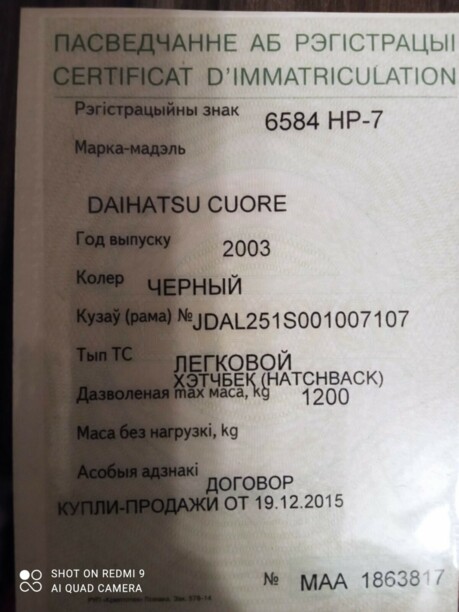 ПАСВЕДЧАННЕ АБ РЭГІСТРАЦЫІ
CERTIFICAT D'IMMATRICULATION
Рэгістрацыйны знак 6584 HP-7
Марка-мадэль
DAIHATSU CUORE
Год выпуску 2003
Колер ЧЕРНЫЙ
Кузаў (рама) № JDAL251S001007107
Тып ТС ЛЕГКОВОЙ
ХЭТЧБЕК (HATCHBACK)
Дазволеная max маса, kg 1200
Маса без нагрузкі, kg
Асобыя адзнакі ДОГОВОР
КУПЛИ-ПРОДАЖИ ОТ 19.12.2015
№ MAA 1863817
SHOT ON REDMI 9
AI QUAD CAMERA